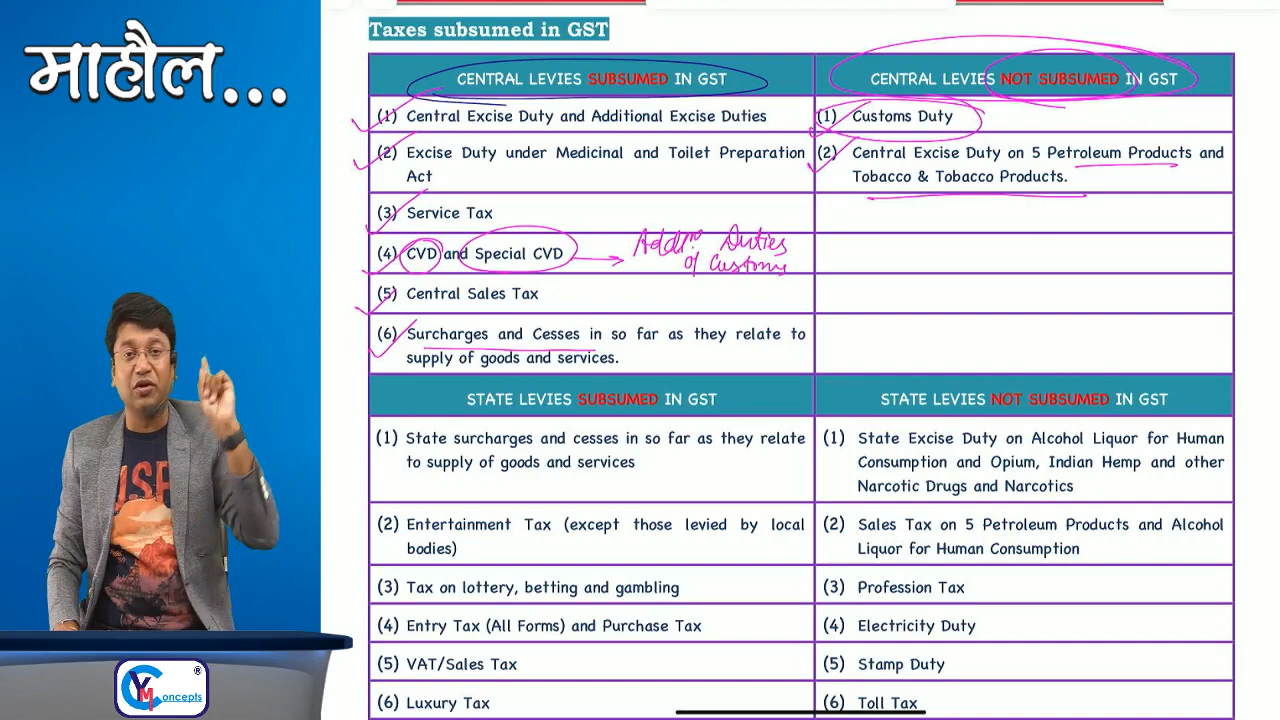 माहौल...
Taxes subsumed in GST
CENTRAL LEVIES SUBSUMED IN GST
CENTRAL LEVIES NOT SUBSUMED IN GST
(1) Central Excise Duty and Additional Excise Duties
(1) Customs Duty
(2) Excise Duty under Medicinal and Toilet Preparation
Act
(2) Central Excise Duty on 5 Petroleum Products and
Tobacco & Tobacco Products.
(3) Service Tax
(4) CVD and Special CVD
Addnl. Duties
of Customs
(5) Central Sales Tax
(6) Surcharges and Cesses in so far as they relate to
supply of goods and services.
STATE LEVIES SUBSUMED IN GST
STATE LEVIES NOT SUBSUMED IN GST
(1) State surcharges and cesses in so far as they relate
to supply of goods and services
(1) State Excise Duty on Alcohol Liquor for Human
Consumption and Opium, Indian Hemp and other
Narcotic Drugs and Narcotics
(2) Entertainment Tax (except those levied by local
bodies)
(2) Sales Tax on 5 Petroleum Products and Alcohol
Liquor for Human Consumption
(3) Tax on lottery, betting and gambling
(3) Profession Tax
(4) Entry Tax (All Forms) and Purchase Tax
(4) Electricity Duty
(5) VAT/Sales Tax
(5) Stamp Duty
(6) Luxury Tax
(6) Toll Tax
YM Concepts ®